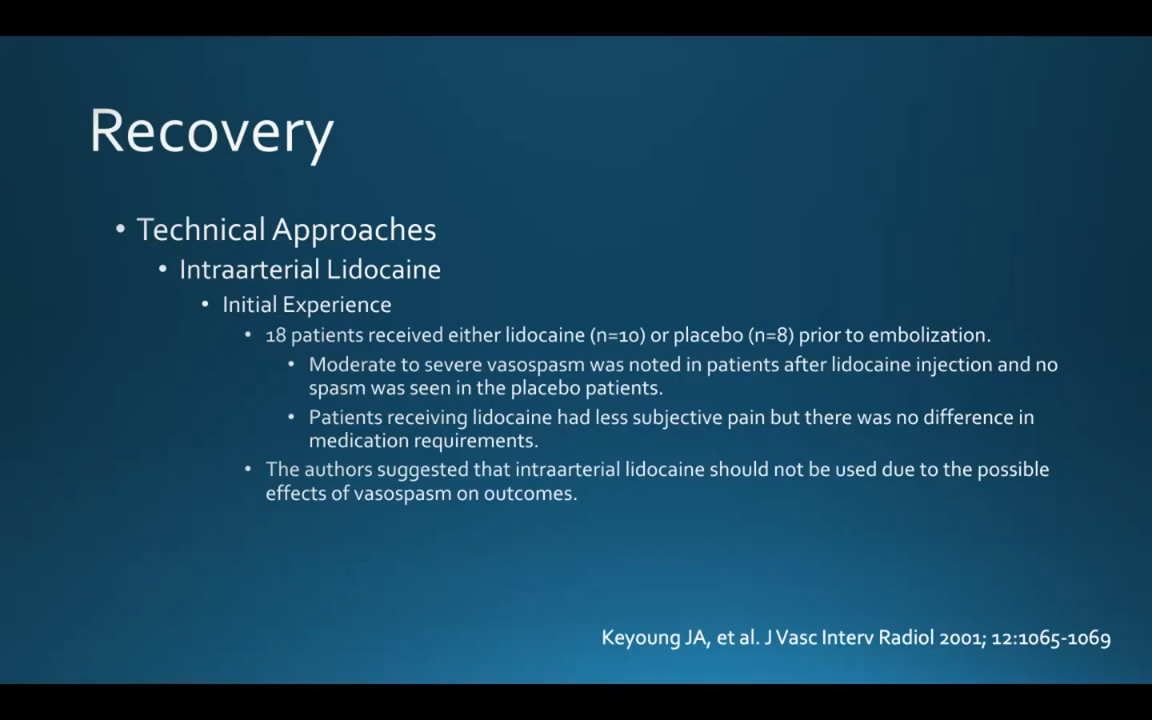 Recovery
• Technical Approaches
• Intraarterial Lidocaine
• Initial Experience
• 18 patients received either lidocaine (n=10) or placebo (n=8) prior to embolization.
• Moderate to severe vasospasm was noted in patients after lidocaine injection and no
spasm was seen in the placebo patients.
• Patients receiving lidocaine had less subjective pain but there was no difference in
medication requirements.
• The authors suggested that intraarterial lidocaine should not be used due to the possible
effects of vasospasm on outcomes.
Keyoung JA, et al. J Vasc Interv Radiol 2001; 12:1065-1069